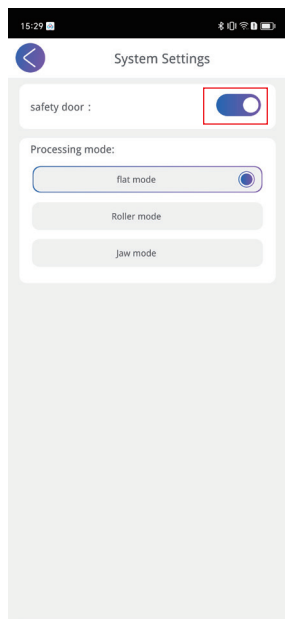 15:29
System Settings
safety door :
Processing mode:
flat mode
Roller mode
Jaw mode